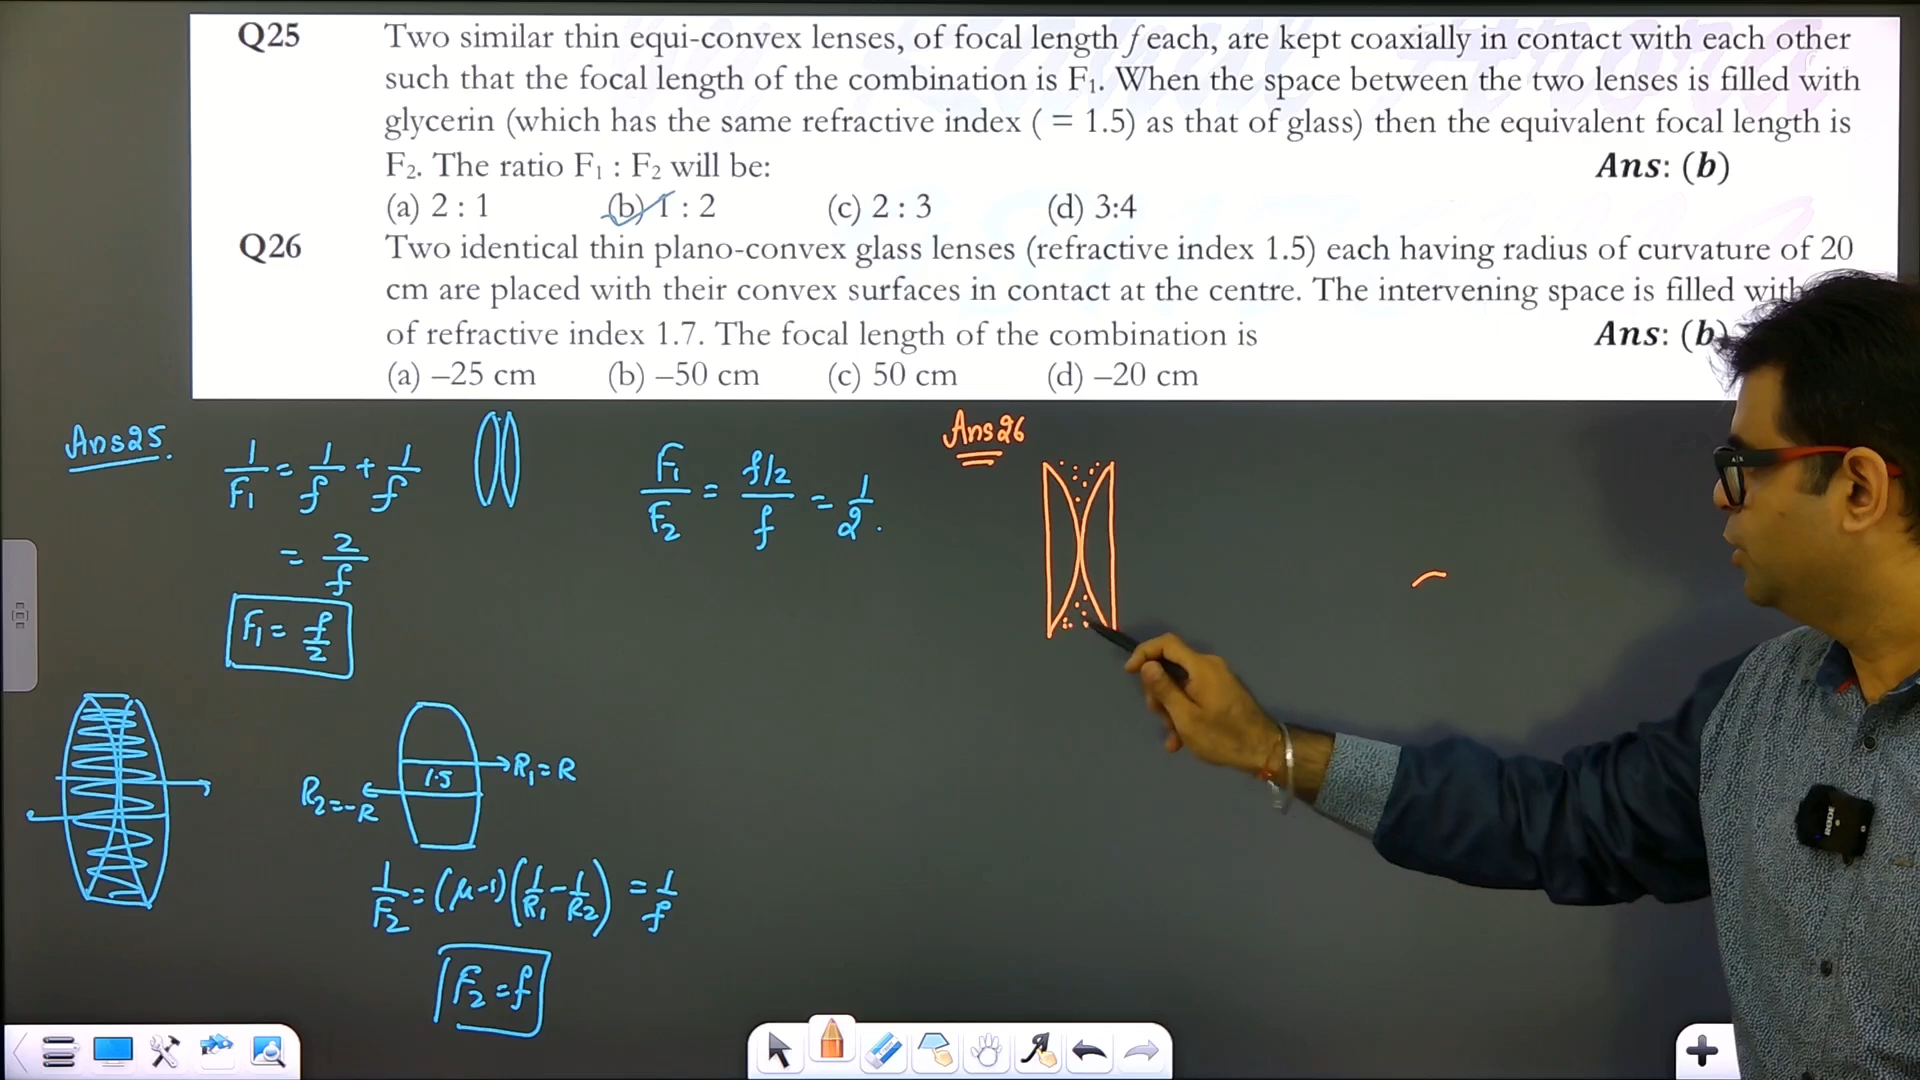 Q25 Two similar thin equi-convex lenses, of focal length f each, are kept coaxially in contact with each other
such that the focal length of the combination is F₁. When the space between the two lenses is filled with
glycerin (which has the same refractive index ( = 1.5) as that of glass) then the equivalent focal length is
F₂. The ratio F₁ : F₂ will be: Ans: (b)
(a) 2 : 1 (b) 1 : 2 (c) 2 : 3 (d) 3:4
Q26 Two identical thin plano-convex glass lenses (refractive index 1.5) each having radius of curvature of 20
cm are placed with their convex surfaces in contact at the centre. The intervening space is filled with
of refractive index 1.7. The focal length of the combination is Ans: (b)
(a) –25 cm (b) –50 cm (c) 50 cm (d) –20 cm
Ans25.
1/F₁ = 1/f + 1/f
= 2/f
F₁ = f/2
F₁/F₂ = (f/2)/f = 1/2.
R₁ = R
1.5
R₂ = -R
1/F₂ = (μ-1)(1/R₁ - 1/R₂) = 1/f
F₂ = f
Ans 26
RODE